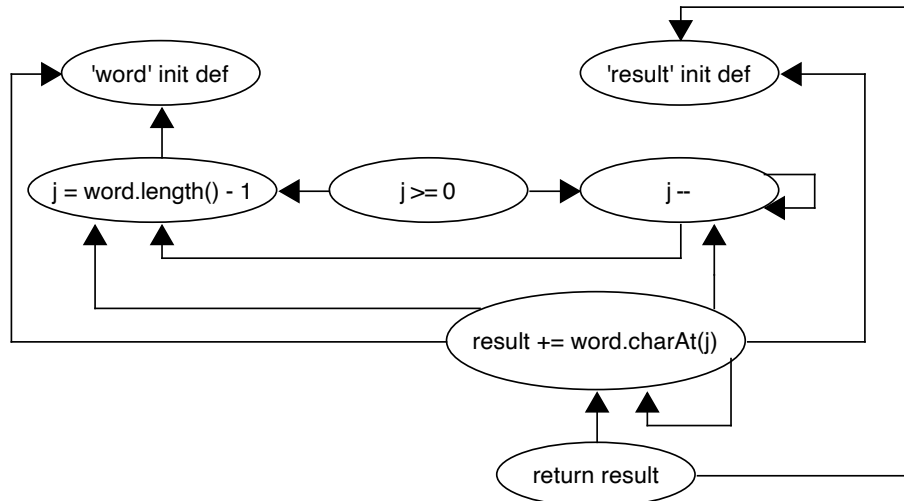 'word' init def
'result' init def
j = word.length() - 1
j >= 0
j --
result += word.charAt(j)
return result